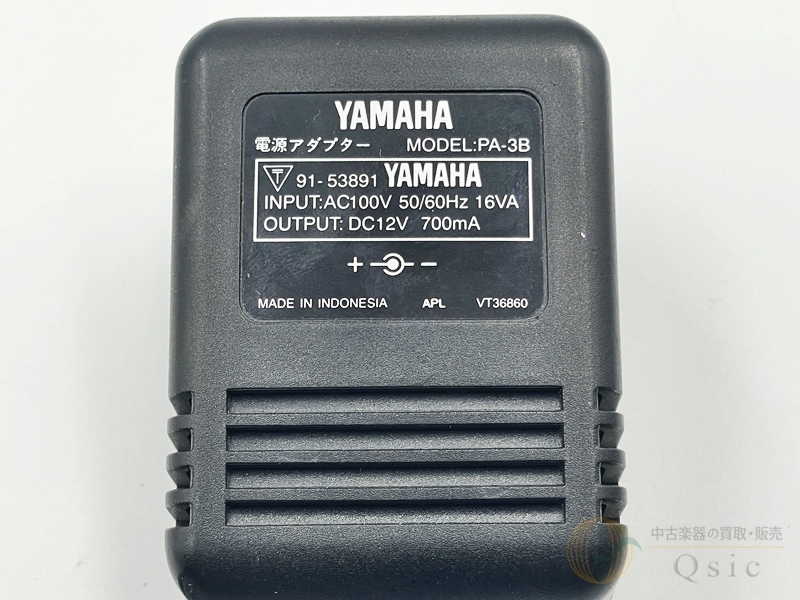 YAMAHA
電源アダプター MODEL:PA-3B
〒 91-53891 YAMAHA
INPUT:AC100V 50/60Hz 16VA
OUTPUT: DC12V 700mA
+ −
MADE IN INDONESIA APL VT36860
中古楽器の買取・販売
Qsic